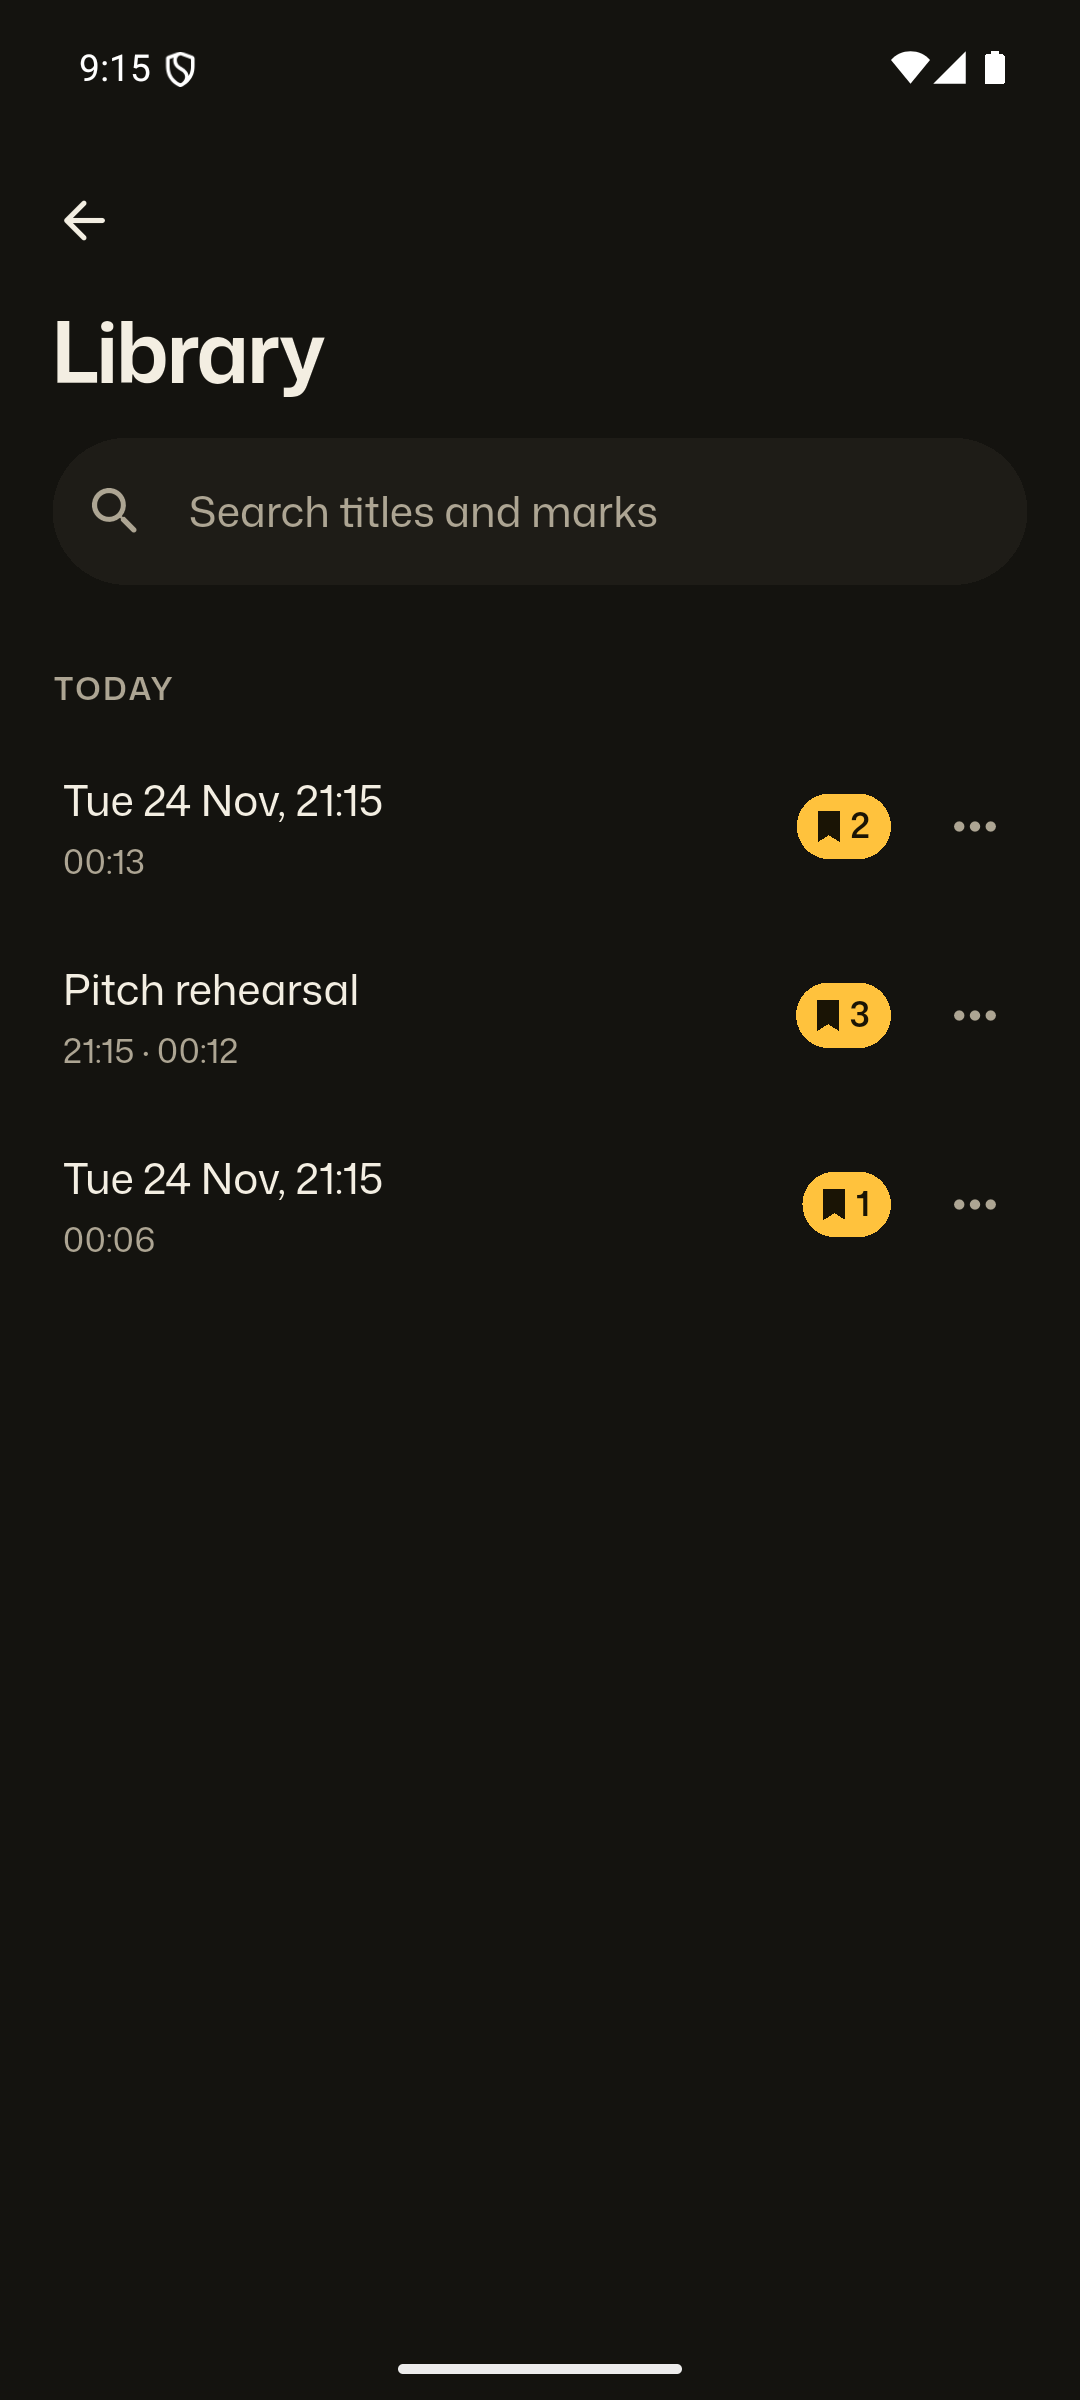 9:15
Library
Search titles and marks
TODAY
Tue 24 Nov, 21:15
00:13
2
Pitch rehearsal
21:15 · 00:12
3
Tue 24 Nov, 21:15
00:06
1